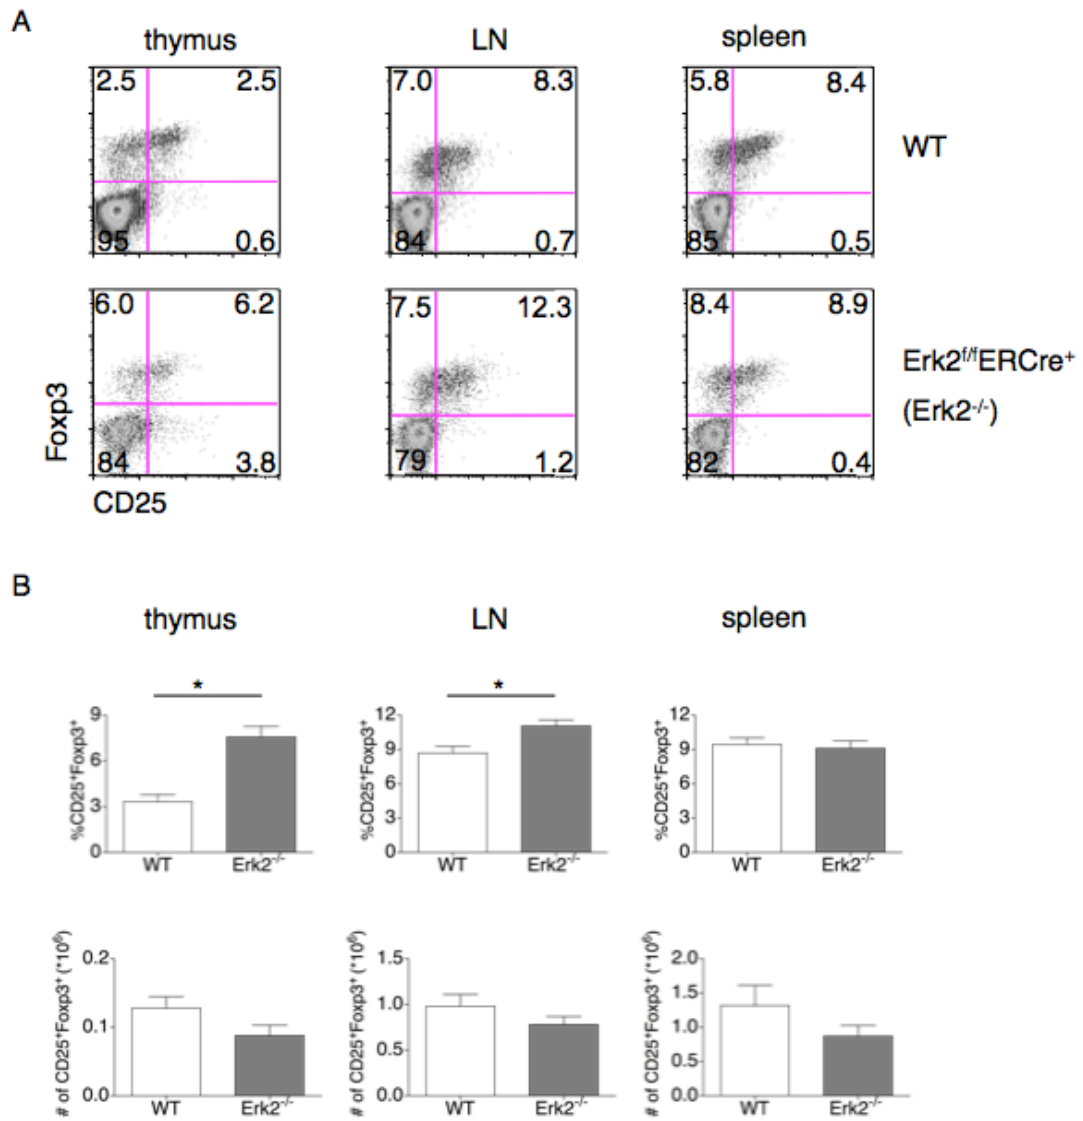 A
thymus LN spleen
2.5 2.5 7.0 8.3 5.8 8.4
WT
95 0.6 84 0.7 85 0.5
6.0 6.2 7.5 12.3 8.4 8.9
Erk2f/fERCre+
(Erk2-/-)
Foxp3
84 3.8 79 1.2 82 0.4
CD25
B
thymus LN spleen
* *
%CD25+Foxp3+ %CD25+Foxp3+ %CD25+Foxp3+
9 12 12
6 9 9
3 6 6
0 3 3
0 0
WT Erk2-/- WT Erk2-/- WT Erk2-/-
# of CD25+Foxp3+ (*10⁶) # of CD25+Foxp3+ (*10⁶) # of CD25+Foxp3+ (*10⁶)
0.2 1.5 2.0
0.1 1.0 1.5
0.0 0.5 1.0
0.0 0.5
0.0
WT Erk2-/- WT Erk2-/- WT Erk2-/-